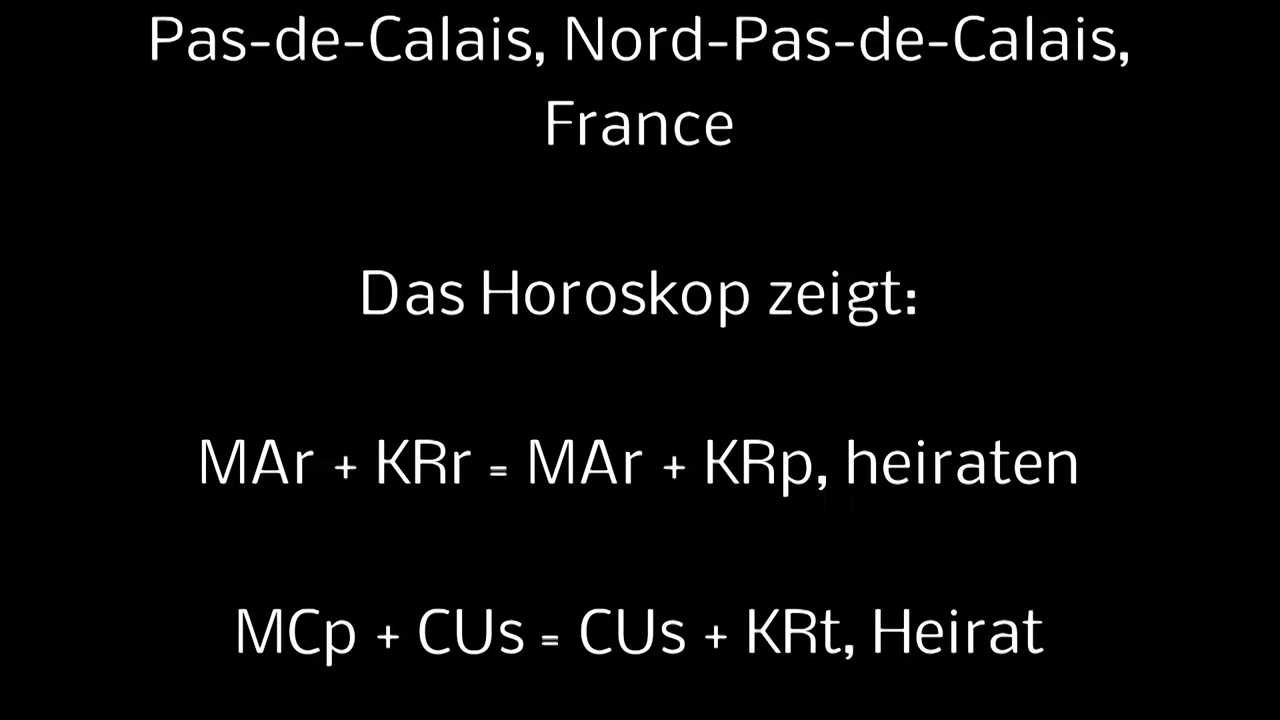 Pas-de-Calais, Nord-Pas-de-Calais,
France
Das Horoskop zeigt:
MAr + KRr = MAr + KRp, heiraten
MCp + CUs = CUs + KRt, Heirat